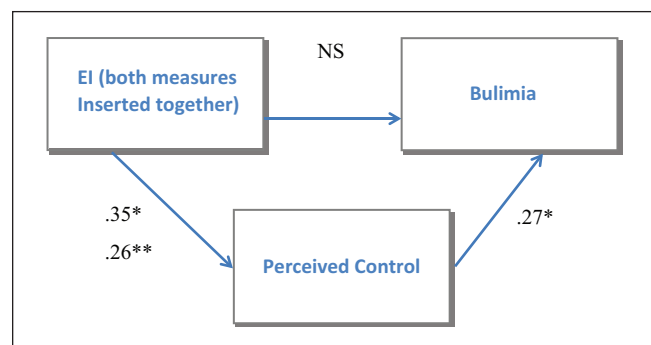 NS
EI (both measures
Inserted together)
Bulimia
.35*
.26**
.27*
Perceived Control